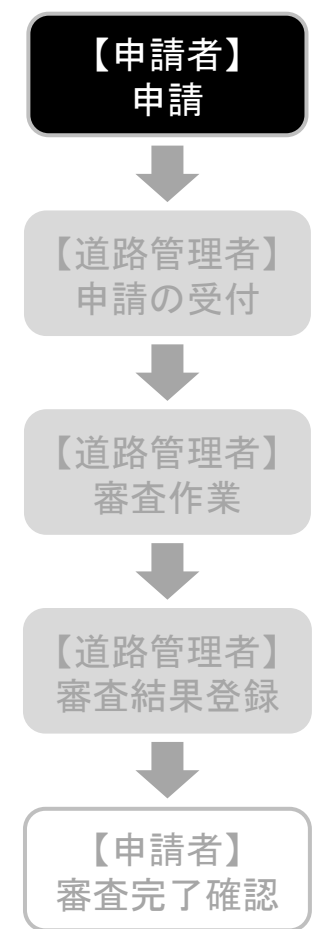 【申請者】
申請
【道路管理者】
申請の受付
【道路管理者】
審査作業
【道路管理者】
審査結果登録
【申請者】
審査完了確認